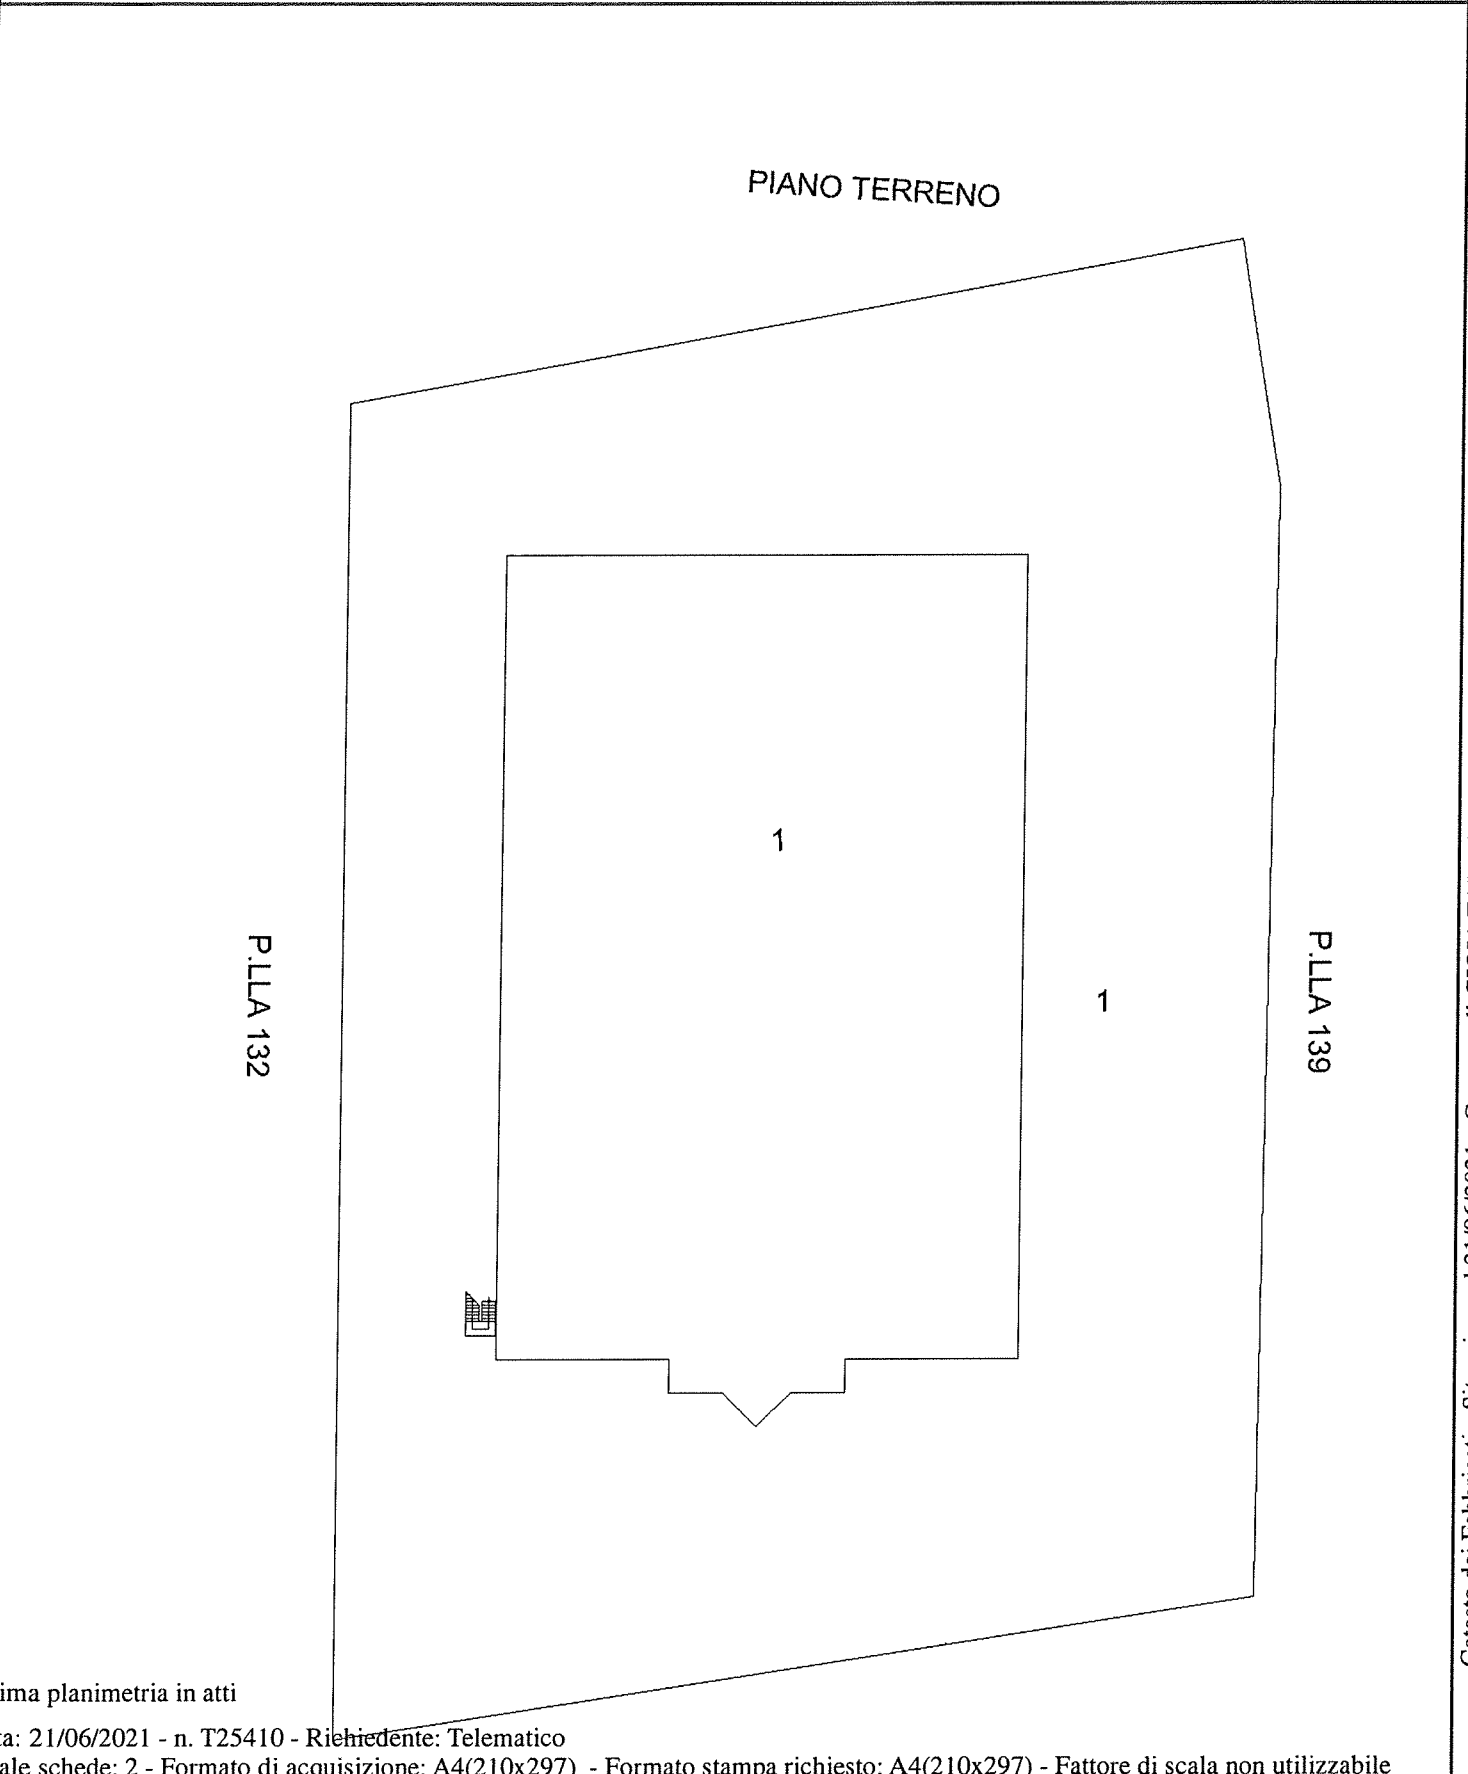 PIANO TERRENO
1
1
P.LLA 132
P.LLA 139
ima planimetria in atti
ta: 21/06/2021 - n. T25410 - Richiedente: Telematico
ale schede: 2 - Formato di acquisizione: A4(210x297) - Formato stampa richiesto: A4(210x297) - Fattore di scala non utilizzabile